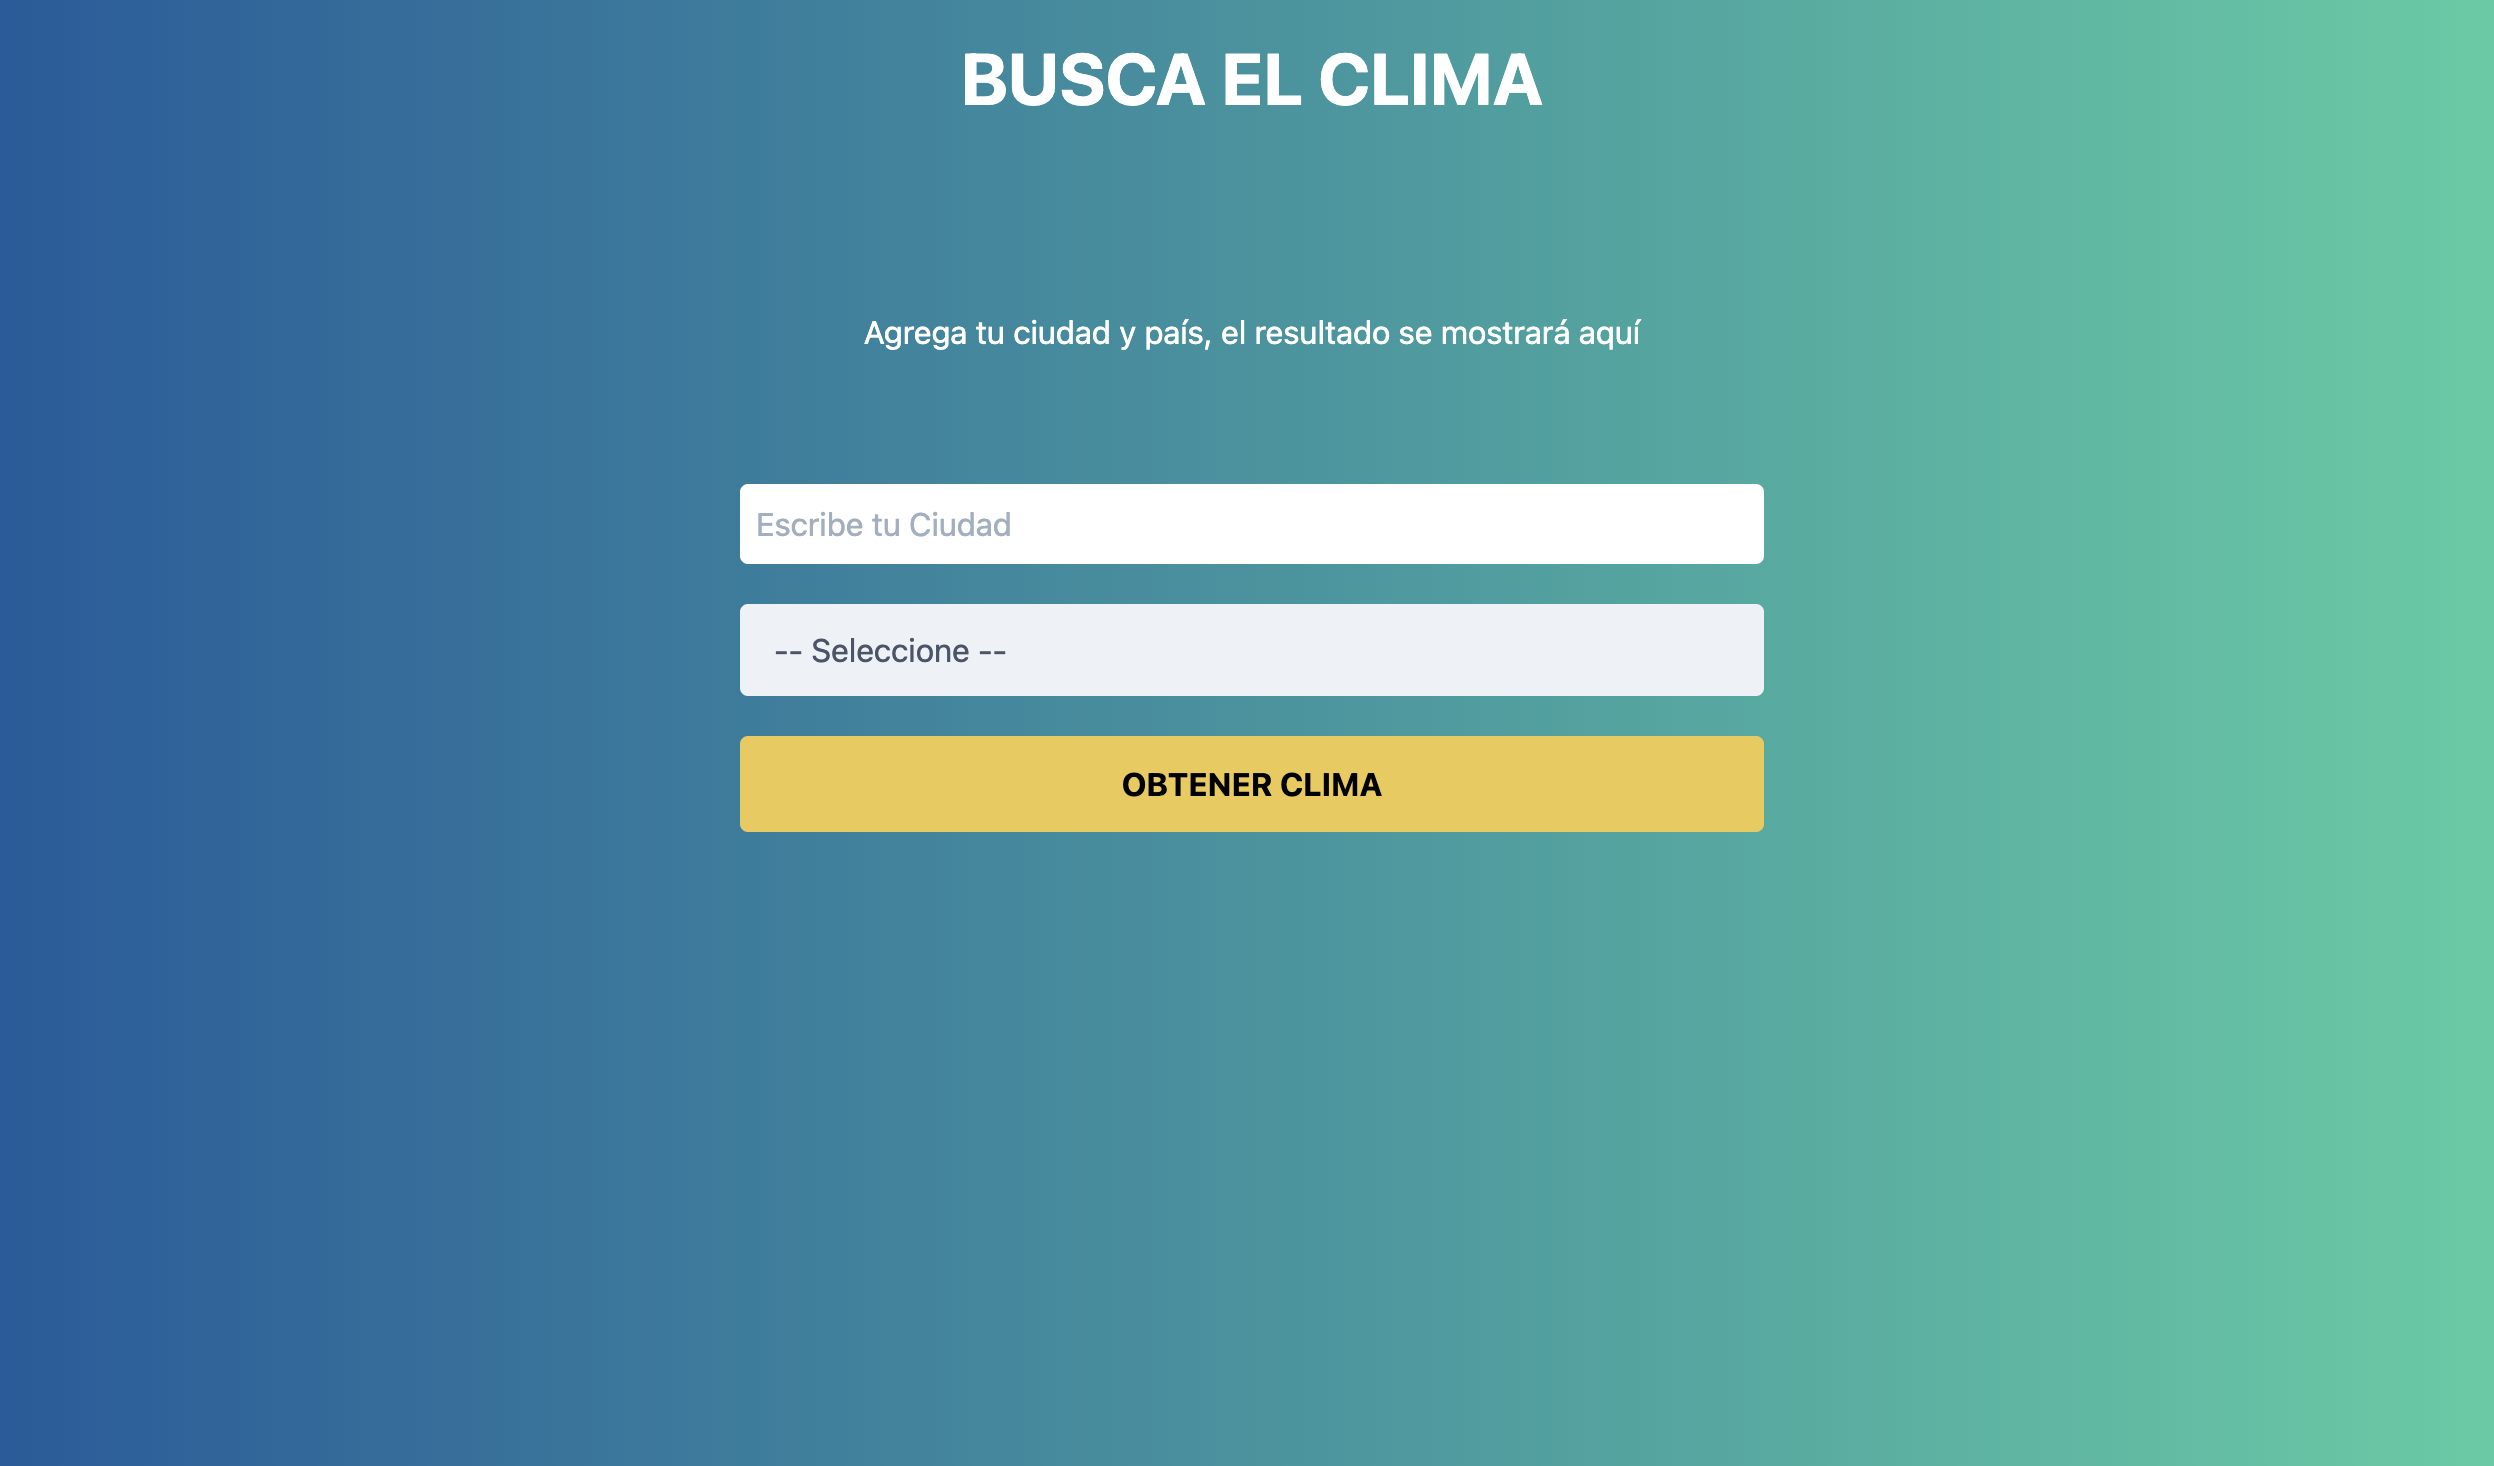 BUSCA EL CLIMA
Agrega tu ciudad y país, el resultado se mostrará aquí
Escribe tu Ciudad
-- Seleccione --
OBTENER CLIMA